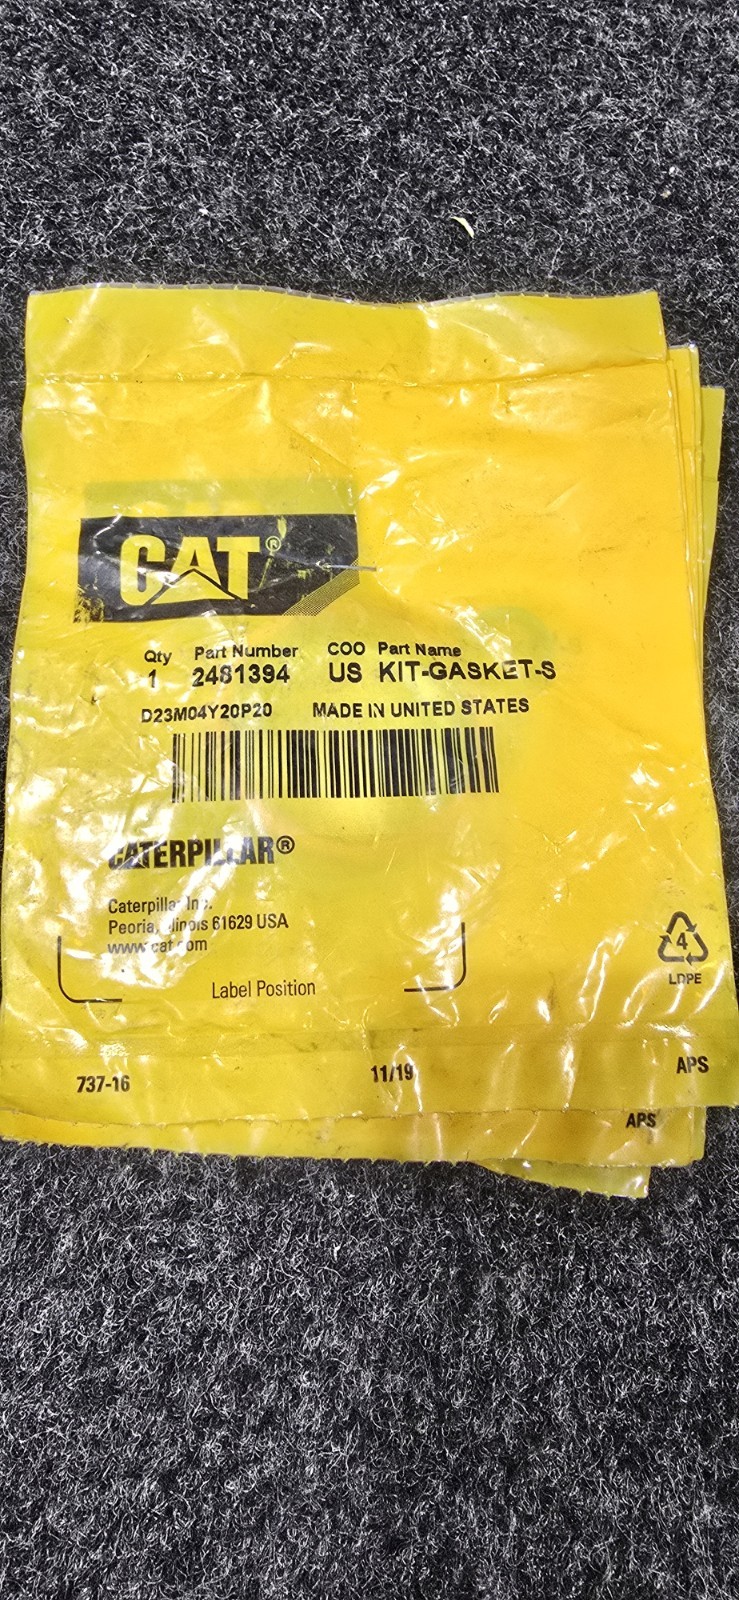 CAT®
Qty Part Number COO Part Name
1 2481394 US KIT-GASKET-S
D23M04Y20P20 MADE IN UNITED STATES
CATERPILLAR®
Caterpillar Inc.
Peoria, Illinois 61629 USA
www.cat.com
Label Position
4
LDPE
737-16 11/19 APS
APS